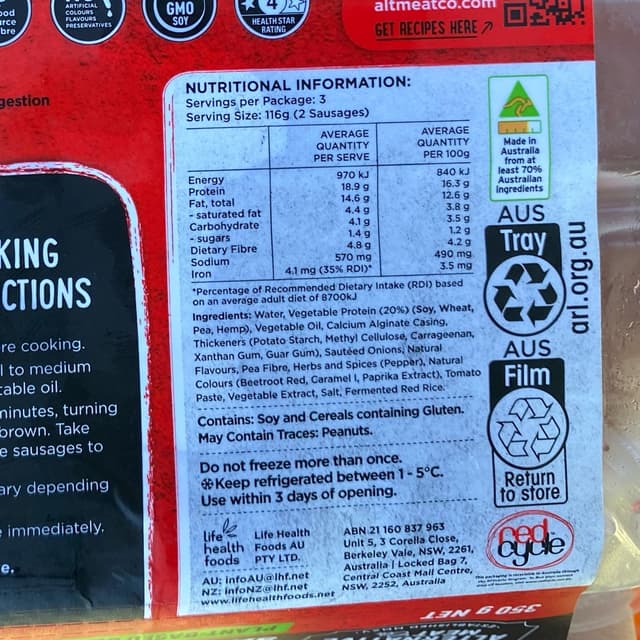 ARTIFICIAL
COLOURS
FLAVOURS
PRESERVATIVES
GMO
SOY
4
HEALTH STAR
RATING
altmeatco.com
GET RECIPES HERE
gestion
KING
CTIONS
re cooking.
l to medium
table oil.
minutes, turning
brown. Take
e sausages to
ary depending
e immediately.
e.
NUTRITIONAL INFORMATION:
Servings per Package: 3
Serving Size: 116g (2 Sausages)
AVERAGE QUANTITY PER SERVE AVERAGE QUANTITY PER 100g
Energy 970 kJ 840 kJ
Protein 18.9 g 16.3 g
Fat, total 14.6 g 12.6 g
- saturated fat 4.4 g 3.8 g
Carbohydrate 4.1 g 3.5 g
- sugars 1.4 g 1.2 g
Dietary Fibre 4.8 g 4.2 g
Sodium 570 mg 490 mg
Iron 4.1 mg (35% RDI)* 3.5 mg
*Percentage of Recommended Dietary Intake (RDI) based
on an average adult diet of 8700kJ
Ingredients: Water, Vegetable Protein (20%) (Soy, Wheat,
Pea, Hemp), Vegetable Oil, Calcium Alginate Casing,
Thickeners (Potato Starch, Methyl Cellulose, Carrageenan,
Xanthan Gum, Guar Gum), Sautéed Onions, Natural
Flavours, Pea Fibre, Herbs and Spices (Pepper), Natural
Colours (Beetroot Red, Caramel I, Paprika Extract), Tomato
Paste, Vegetable Extract, Salt, Fermented Red Rice.
Contains: Soy and Cereals containing Gluten.
May Contain Traces: Peanuts.
Do not freeze more than once.
Keep refrigerated between 1 - 5°C.
Use within 3 days of opening.
life
health
foods
Life Health
Foods AU
PTY LTD.
ABN 21 160 837 963
Unit 5, 3 Corella Close,
Berkeley Vale, NSW, 2261,
Australia | Locked Bag 7,
Central Coast Mail Centre,
NSW, 2252, Australia
AU: infoAU@lhf.net
NZ: infoNZ@lhf.net
www.lifehealthfoods.net
Made in
Australia
from at
least 70%
Australian
ingredients
AUS
Tray
arl.org.au
AUS
Film
Return
to store
red
cycle
350 g NET
PLANT-BASED